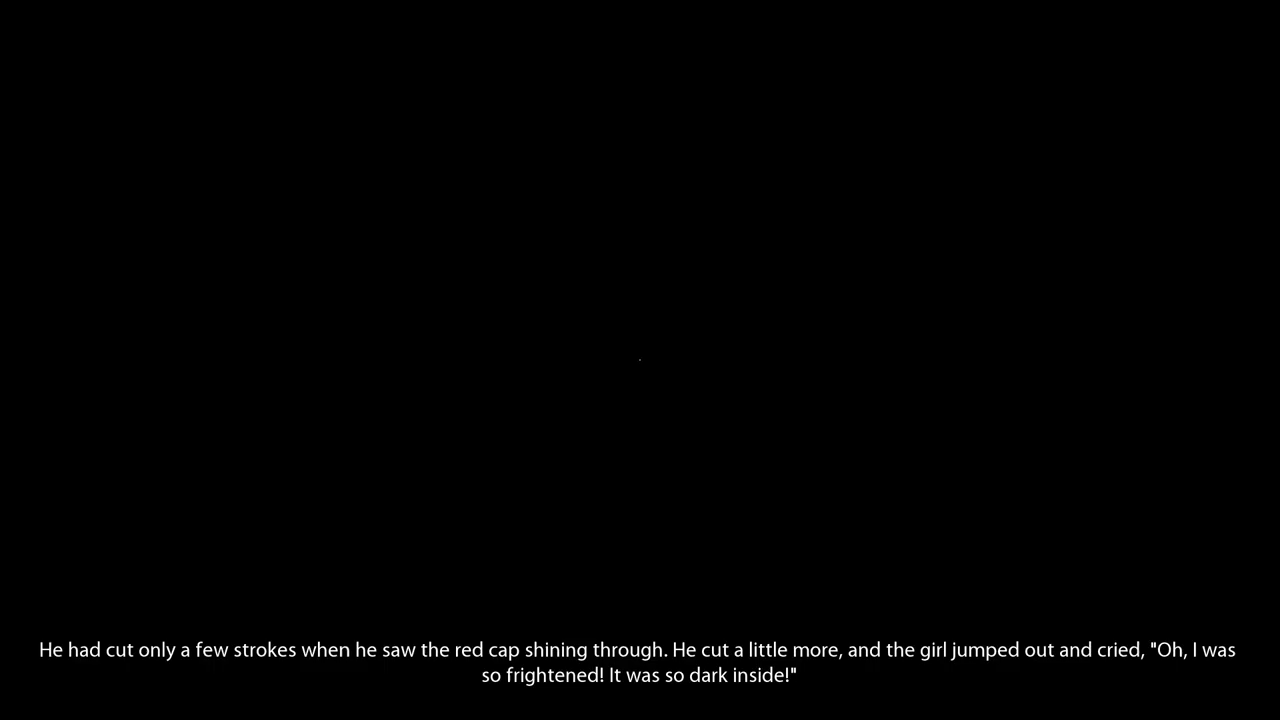 He had cut only a few strokes when he saw the red cap shining through. He cut a little more, and the girl jumped out and cried, "Oh, I was
so frightened! It was so dark inside!"